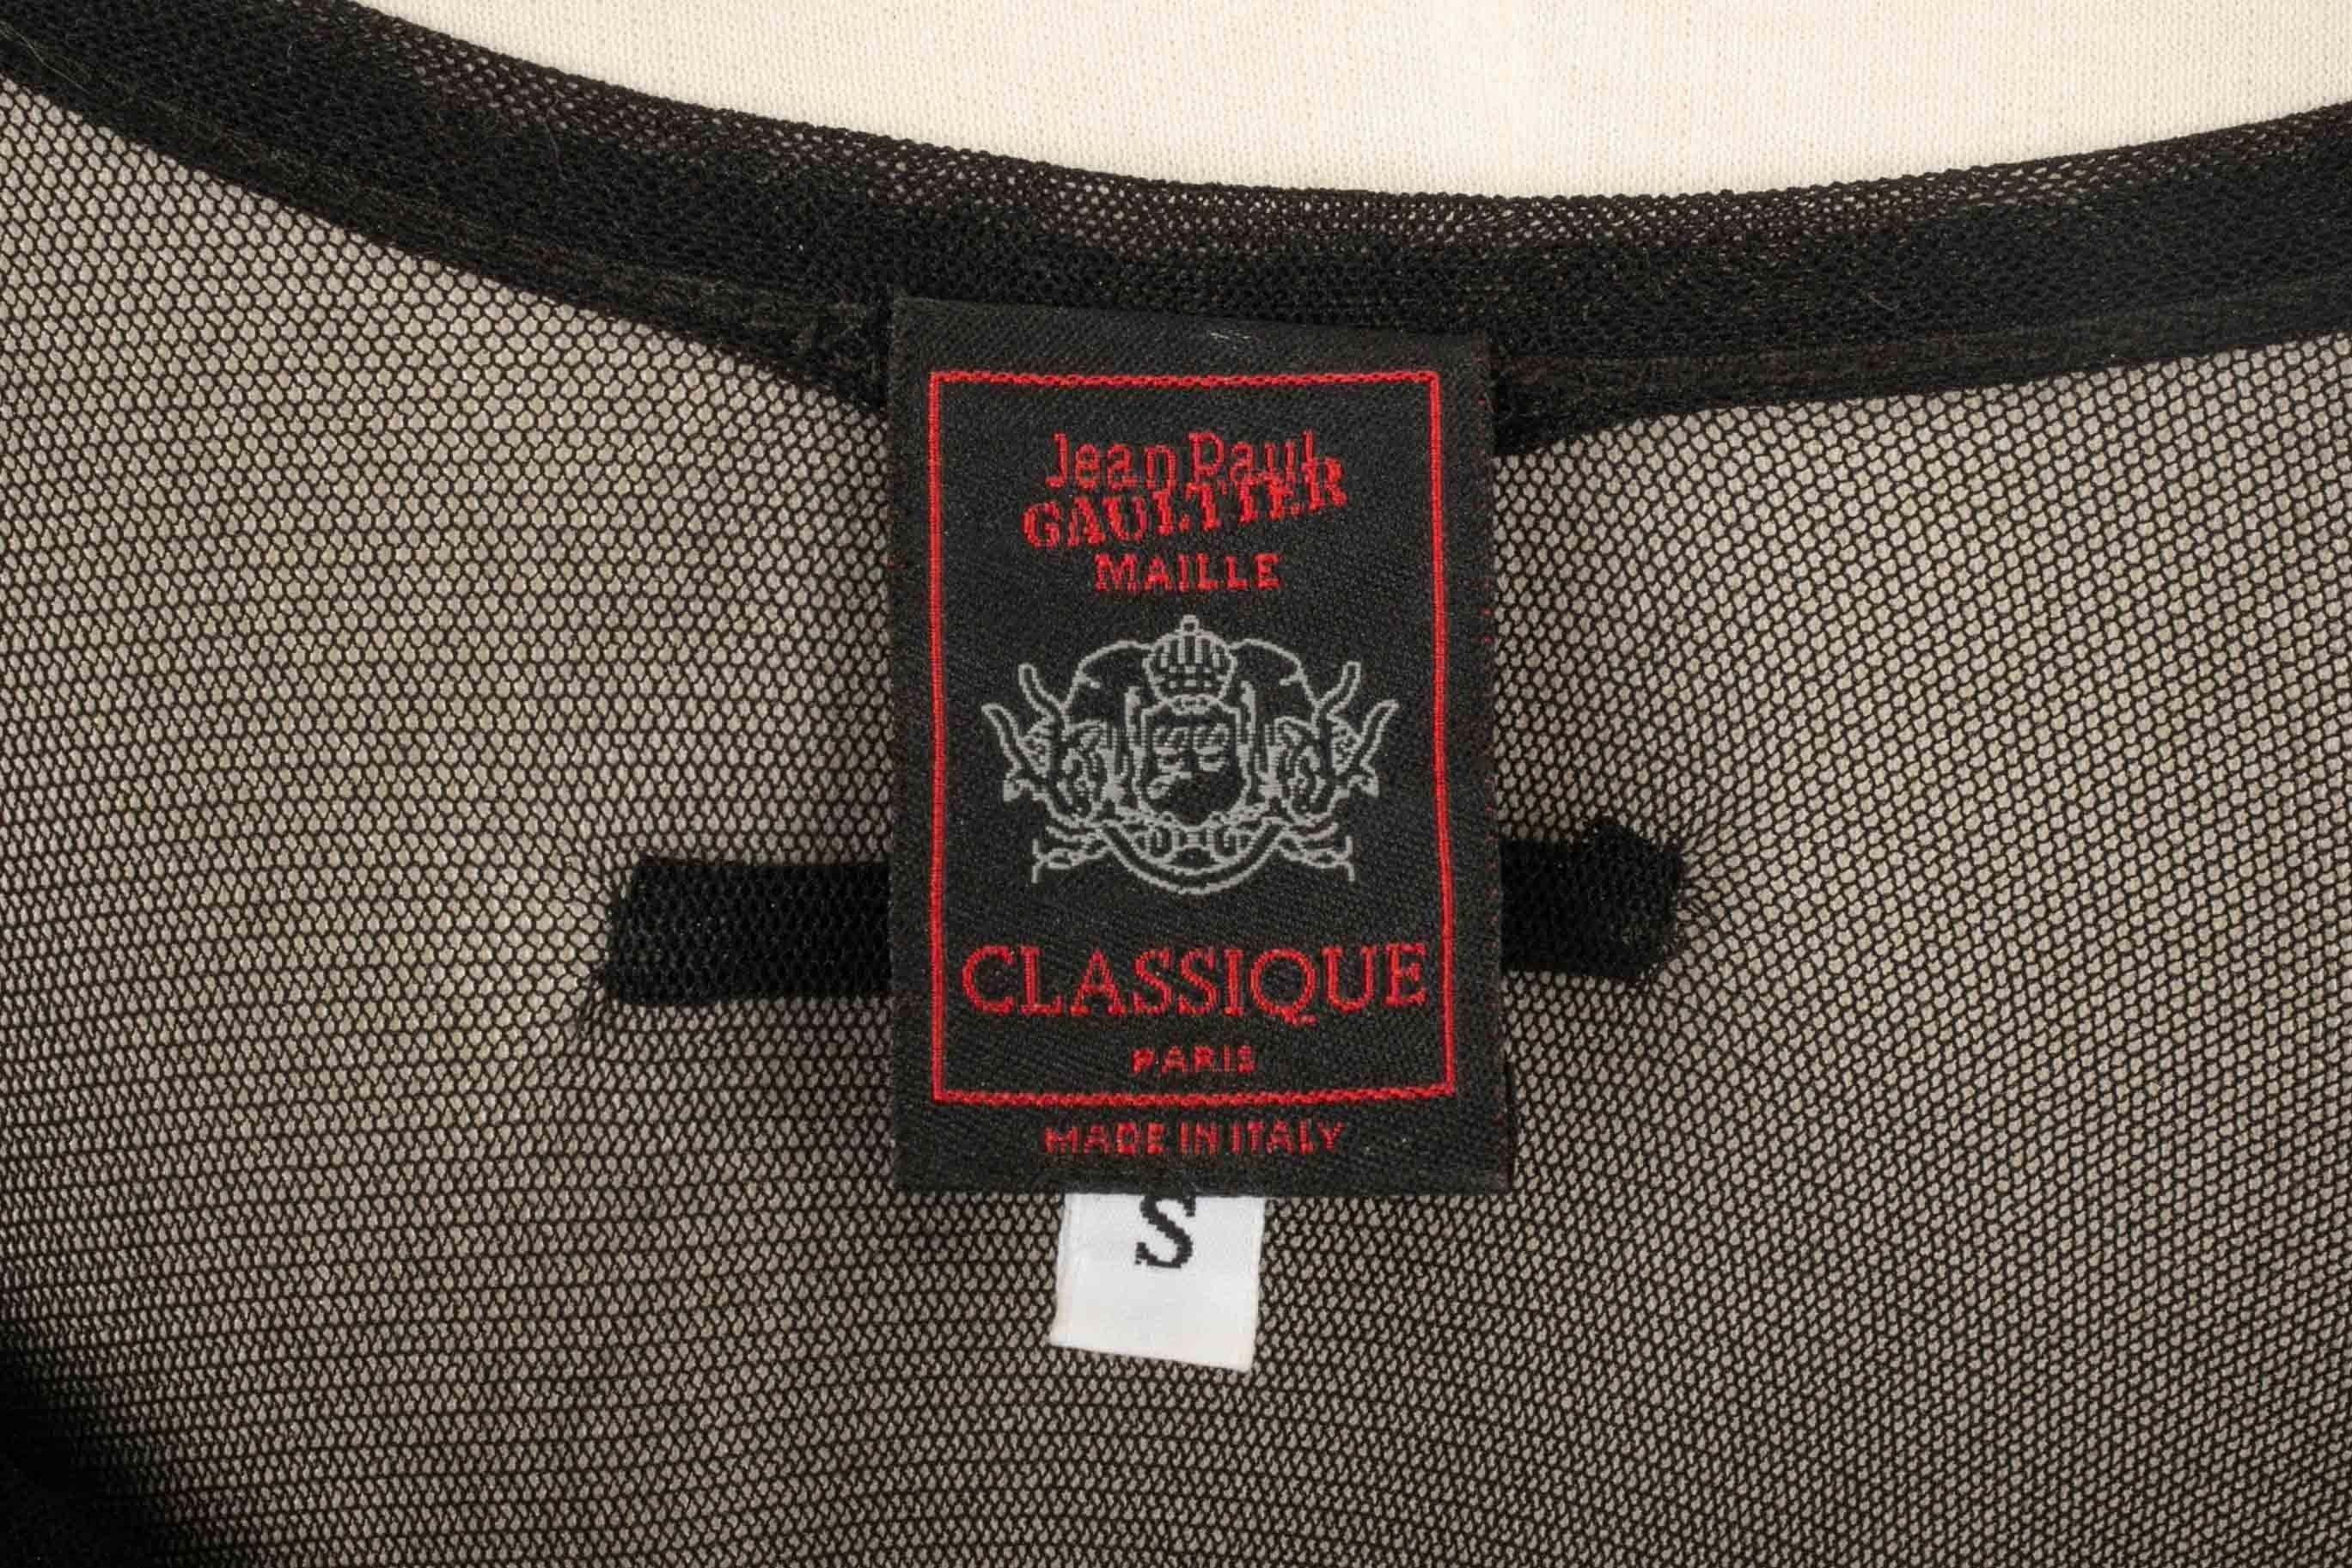 Jean Paul
GAULTIER
MAILLE
CLASSIQUE
PARIS
MADE IN ITALY
S